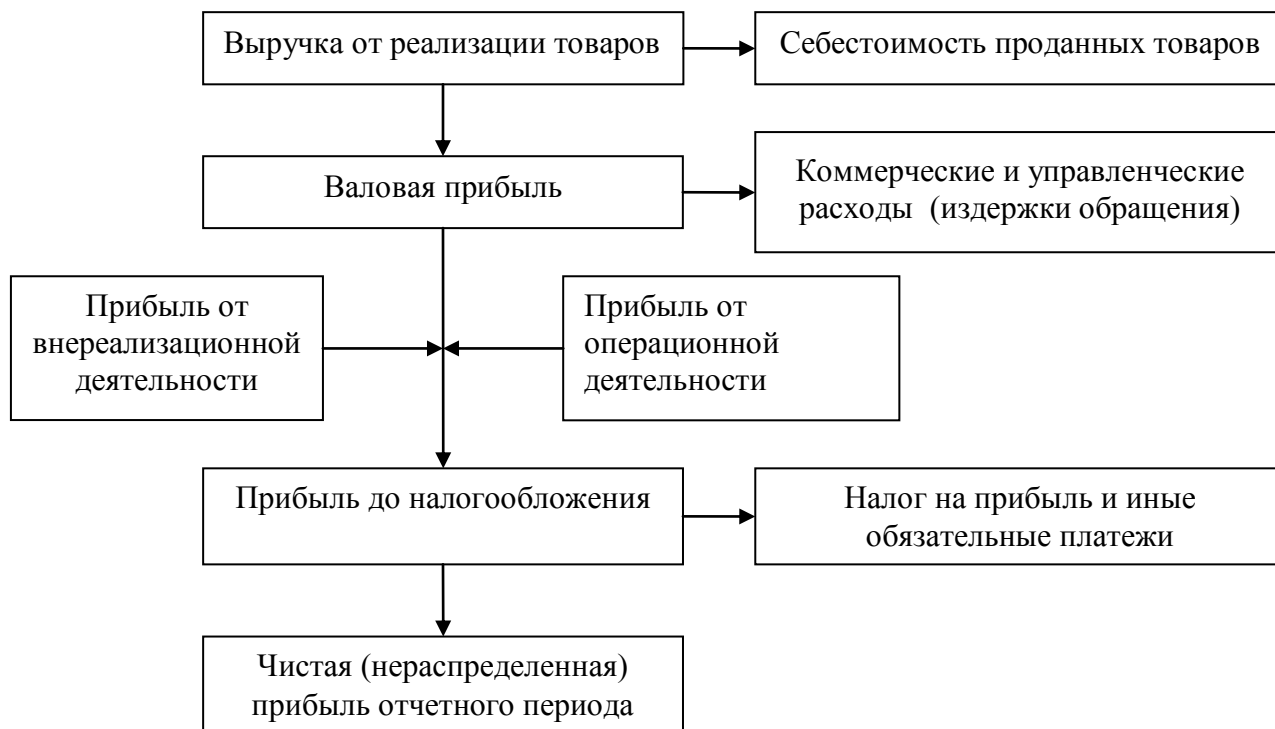 Выручка от реализации товаров
Себестоимость проданных товаров
Валовая прибыль
Коммерческие и управленческие
расходы  (издержки обращения)
Прибыль от
внереализационной
деятельности
Прибыль от
операционной
деятельности
Прибыль до налогообложения
Налог на прибыль и иные
обязательные платежи
Чистая (нераспределенная)
прибыль отчетного периода